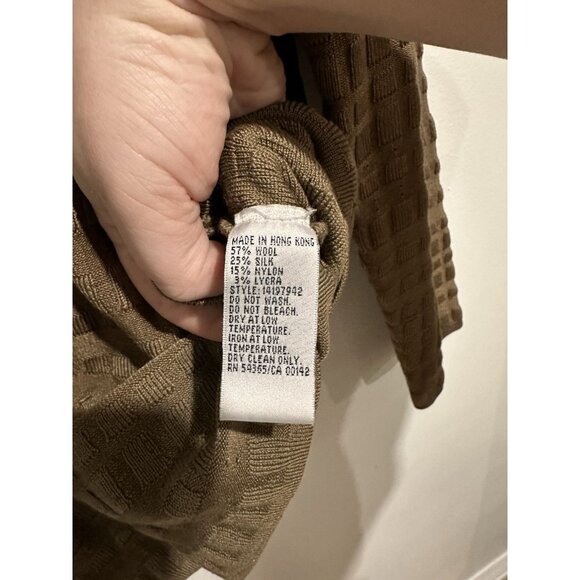 MADE IN HONG KONG
57% WOOL
25% SILK
15% NYLON
3% LYCRA
STYLE: 14197942
DO NOT WASH.
DO NOT BLEACH.
DRY AT LOW
TEMPERATURE.
IRON AT LOW
TEMPERATURE.
DRY CLEAN ONLY.
RN 54365/CA 00142